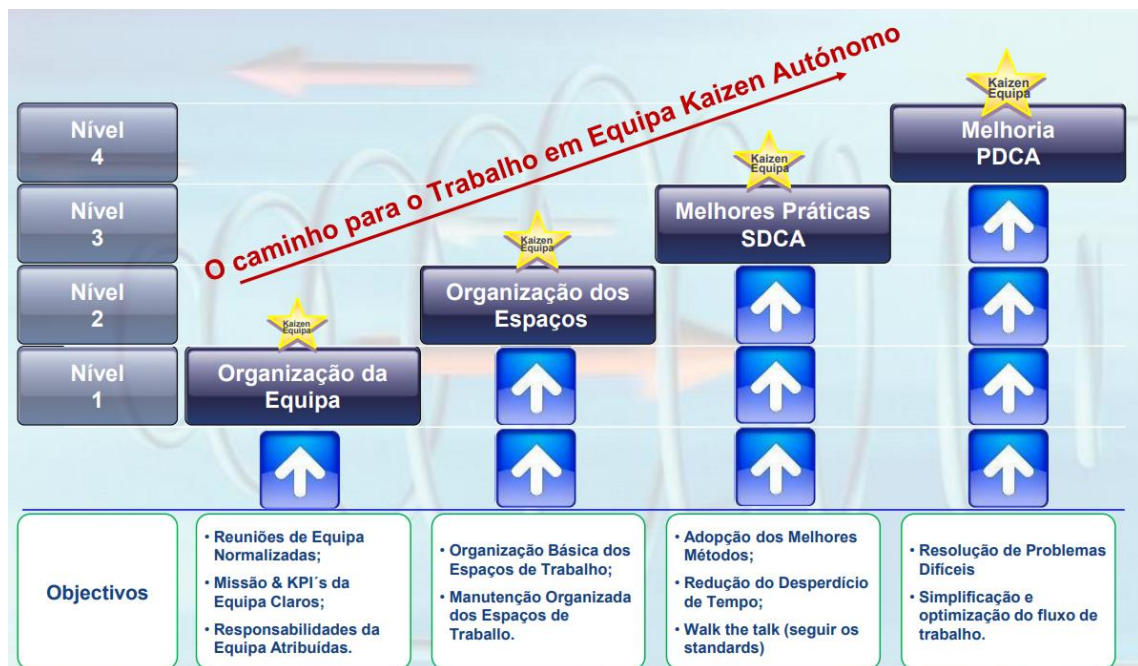 O caminho para o Trabalho em Equipa Kaizen Autónomo
Nível
4
Nível
3
Nível
2
Nível
1
Kaizen
Equipa
Organização da
Equipa
Kaizen
Equipa
Organização dos
Espaços
Kaizen
Equipa
Melhores Práticas
SDCA
Kaizen
Equipa
Melhoria
PDCA
Objectivos
• Reuniões de Equipa
Normalizadas;
• Missão & KPI´s da
Equipa Claros;
• Responsabilidades da
Equipa Atribuídas.
• Organização Básica dos
Espaços de Trabalho;
• Manutenção Organizada
dos Espaços de
Traballo.
• Adopção dos Melhores
Métodos;
• Redução do Desperdício
de Tempo;
• Walk the talk (seguir os
standards)
• Resolução de Problemas
Difíceis
• Simplificação e
optimização do fluxo de
trabalho.